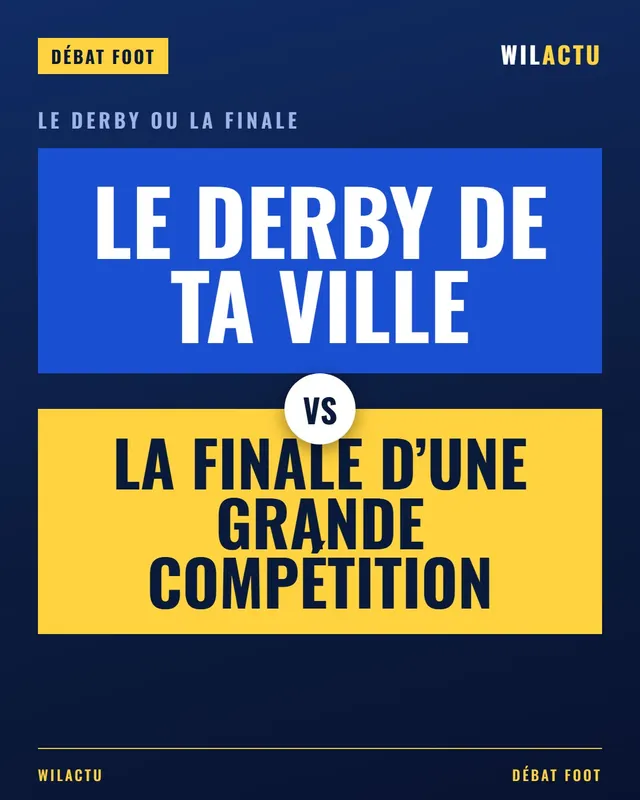 DÉBAT FOOT
WILACTU
LE DERBY OU LA FINALE
LE DERBY DE
TA VILLE
VS
LA FINALE D’UNE
GRANDE
COMPÉTITION
WILACTU
DÉBAT FOOT